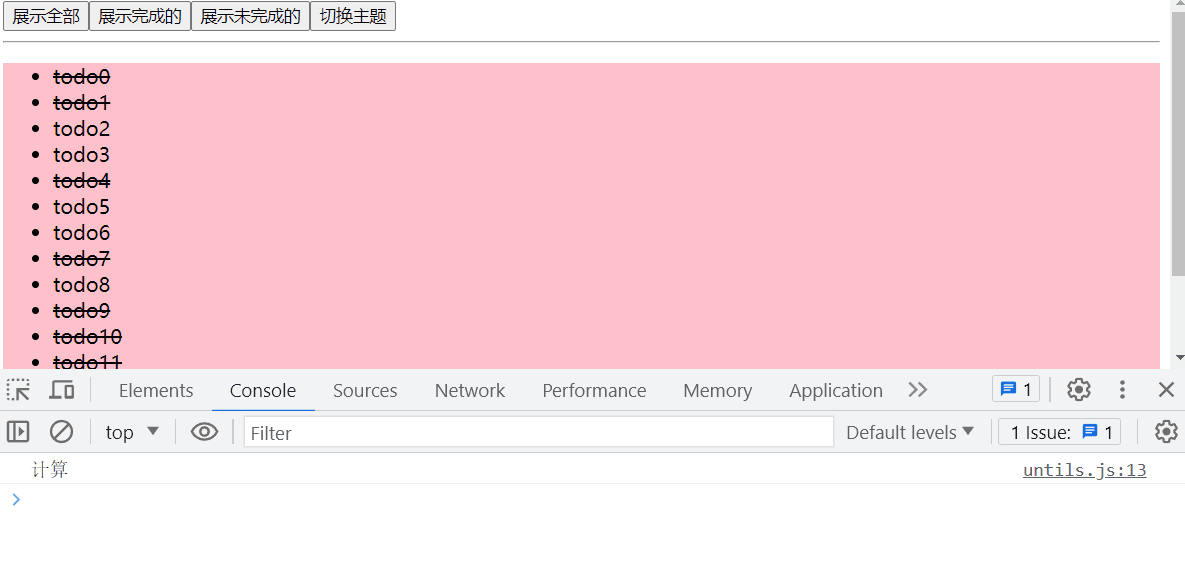 展示全部 展示完成的 展示未完成的 切换主题
todo0
todo1
todo2
todo3
todo4
todo5
todo6
todo7
todo8
todo9
todo10
todo11
Elements Console Sources Network Performance Memory Application 1
top Filter Default levels 1 Issue: 1
计算 untils.js:13